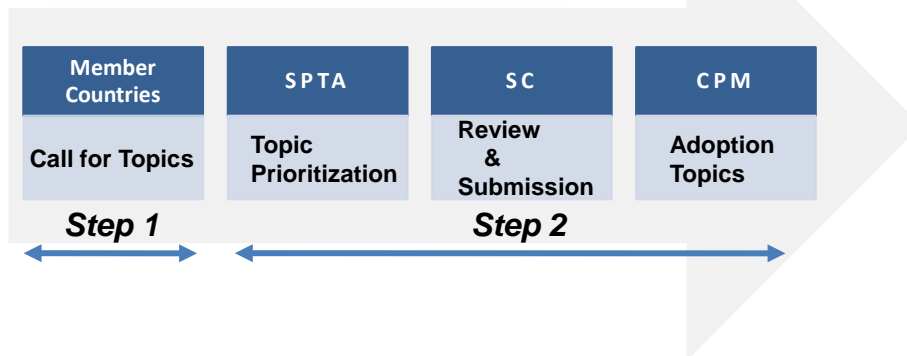 Member
Countries
Call for Topics
SPTA
Topic
Prioritization
SC
Review
&
Submission
CPM
Adoption
Topics
Step 1
Step 2